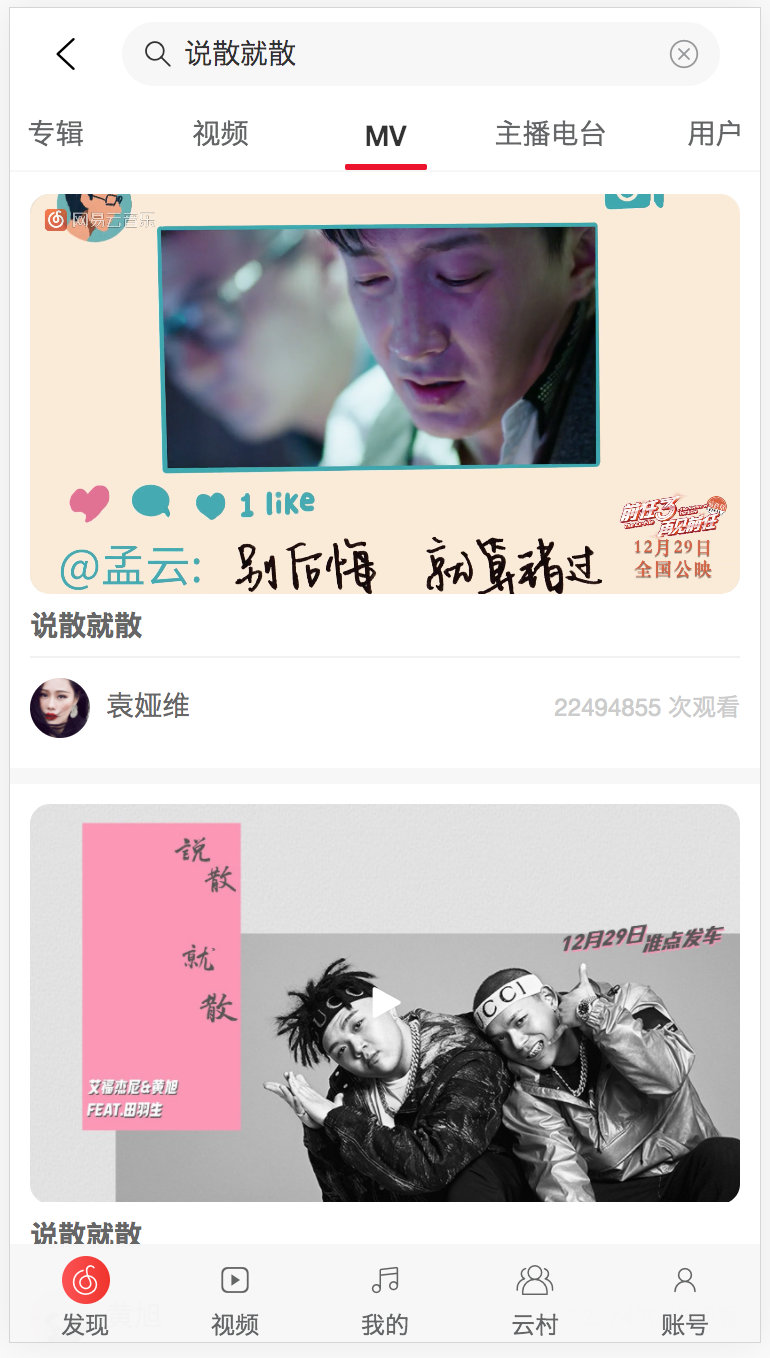 说散就散
专辑 视频 MV 主播电台 用户
网易云音乐
1 like
前任3
再见前任
12月29日
全国公映
@孟云: 别后悔 就算错过
说散就散
袁娅维 22494855 次观看
説散
就散
12月29日准点发车
GUCCI
ICCI
艾福杰尼&黄旭
FEAT.田羽生
说散就散
发现 视频 我的 云村 账号